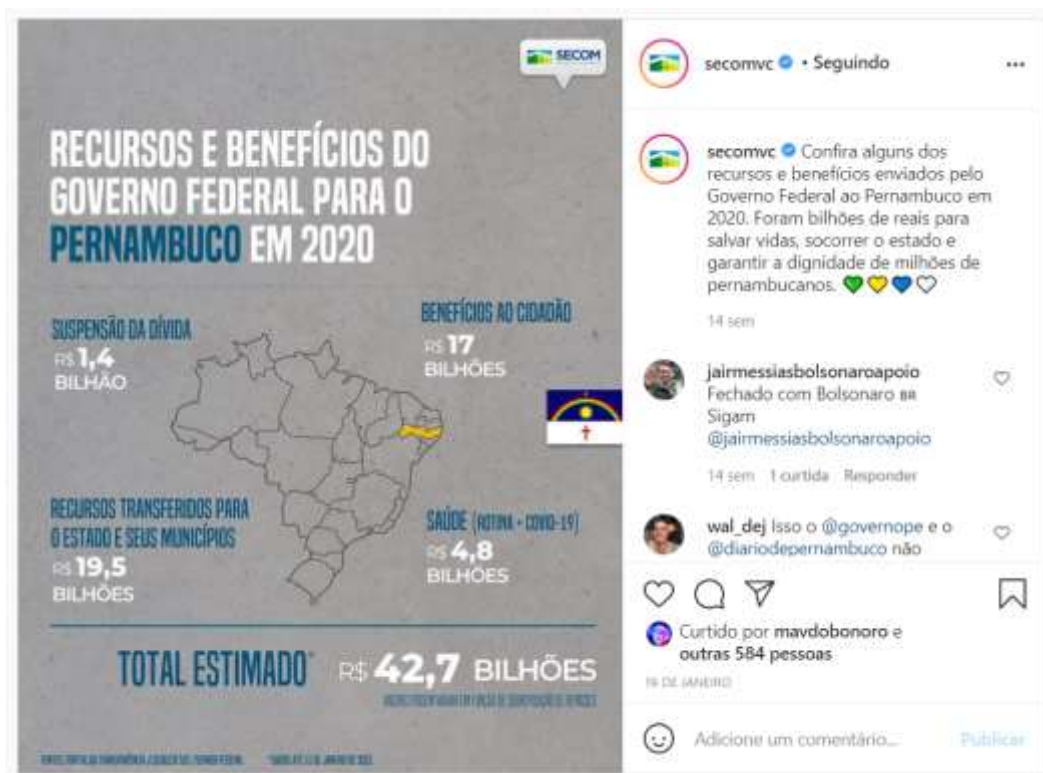 SECOM
RECURSOS E BENEFÍCIOS DO
GOVERNO FEDERAL PARA O
PERNAMBUCO EM 2020
SUSPENSÃO DA DÍVIDA
R$ 1,4
BILHÃO
BENEFÍCIOS AO CIDADÃO
R$ 17
BILHÕES
RECURSOS TRANSFERIDOS PARA
O ESTADO E SEUS MUNICÍPIOS
R$ 19,5
BILHÕES
SAÚDE (ROTINA + COVID-19)
R$ 4,8
BILHÕES
TOTAL ESTIMADO* R$ 42,7 BILHÕES
secomvc • Seguindo
secomvc Confira alguns dos
recursos e benefícios enviados pelo
Governo Federal ao Pernambuco em
2020. Foram bilhões de reais para
salvar vidas, socorrer o estado e
garantir a dignidade de milhões de
pernambucanos.
14 sem
jairmessiasbolsonaroapoio
Fechado com Bolsonaro BR
Sigam
@jairmessiasbolsonaroapoio
14 sem 1 curtida Responder
wal_dej Isso o @governope e o
@diariodepernambuco não
Curtido por mavdobonoro e
outras 584 pessoas
DE JANEIRO
Adicione um comentário...
Publicar